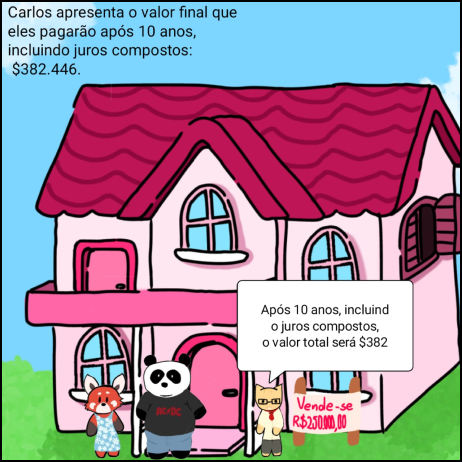 Carlos apresenta o valor final que
eles pagarão após 10 anos,
incluindo juros compostos:
$382.446.
Após 10 anos, incluind
o juros compostos,
o valor total será $382
AC⚡DC
Vende-se
R$250.000,00